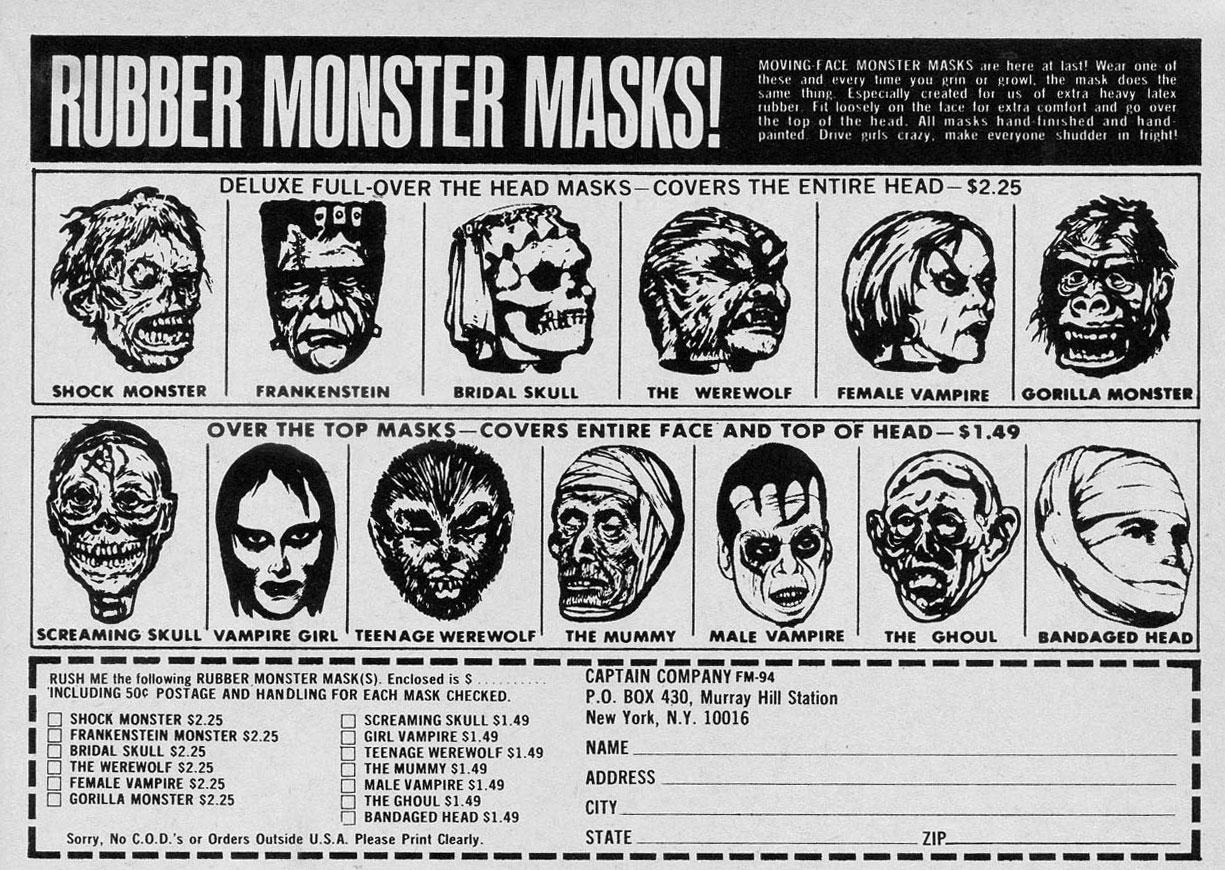 RUBBER MONSTER MASKS!
MOVING-FACE MONSTER MASKS are here at last! Wear one of
these and every time you grin or growl, the mask does the
same thing. Especially created for us of extra heavy latex
rubber. Fit loosely on the face for extra comfort and go over
the top of the head. All masks hand-finished and hand-
painted. Drive girls crazy, make everyone shudder in fright!
DELUXE FULL-OVER THE HEAD MASKS—COVERS THE ENTIRE HEAD—$2.25
SHOCK MONSTER
FRANKENSTEIN
BRIDAL SKULL
THE WEREWOLF
FEMALE VAMPIRE
GORILLA MONSTER
OVER THE TOP MASKS—COVERS ENTIRE FACE AND TOP OF HEAD—$1.49
SCREAMING SKULL
VAMPIRE GIRL
TEENAGE WEREWOLF
THE MUMMY
MALE VAMPIRE
THE GHOUL
BANDAGED HEAD
RUSH ME the following RUBBER MONSTER MASK(S). Enclosed is $ ..........
INCLUDING 50¢ POSTAGE AND HANDLING FOR EACH MASK CHECKED.
SHOCK MONSTER $2.25
FRANKENSTEIN MONSTER $2.25
BRIDAL SKULL $2.25
THE WEREWOLF $2.25
FEMALE VAMPIRE $2.25
GORILLA MONSTER $2.25
SCREAMING SKULL $1.49
GIRL VAMPIRE $1.49
TEENAGE WEREWOLF $1.49
THE MUMMY $1.49
MALE VAMPIRE $1.49
THE GHOUL $1.49
BANDAGED HEAD $1.49
Sorry, No C.O.D.'s or Orders Outside U.S.A. Please Print Clearly.
CAPTAIN COMPANY FM-94
P.O. BOX 430, Murray Hill Station
New York, N.Y. 10016
NAME
ADDRESS
CITY
STATE ZIP